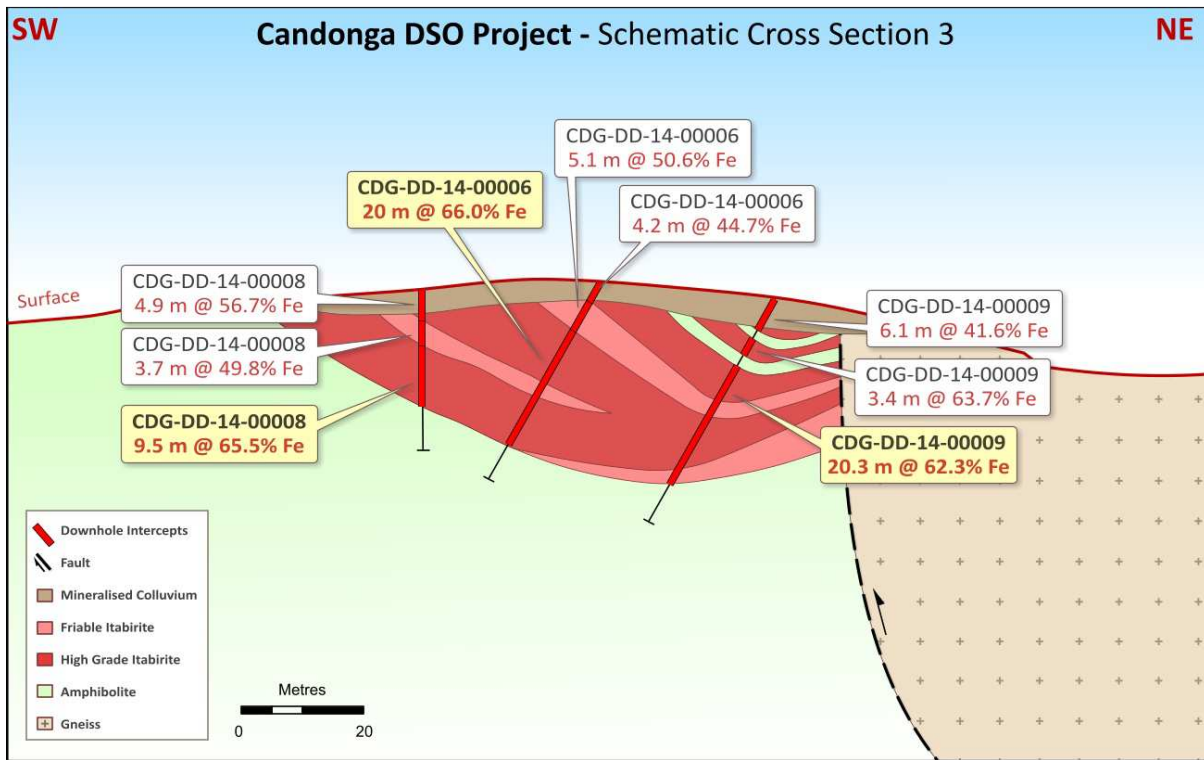 SW
Candonga DSO Project - Schematic Cross Section 3
NE
CDG-DD-14-00006
5.1 m @ 50.6% Fe
CDG-DD-14-00006
20 m @ 66.0% Fe
CDG-DD-14-00006
4.2 m @ 44.7% Fe
CDG-DD-14-00008
4.9 m @ 56.7% Fe
Surface
CDG-DD-14-00009
6.1 m @ 41.6% Fe
CDG-DD-14-00008
3.7 m @ 49.8% Fe
CDG-DD-14-00009
3.4 m @ 63.7% Fe
CDG-DD-14-00008
9.5 m @ 65.5% Fe
CDG-DD-14-00009
20.3 m @ 62.3% Fe
Downhole Intercepts
Fault
Mineralised Colluvium
Friable Itabirite
High Grade Itabirite
Amphibolite
Gneiss
Metres
0 20